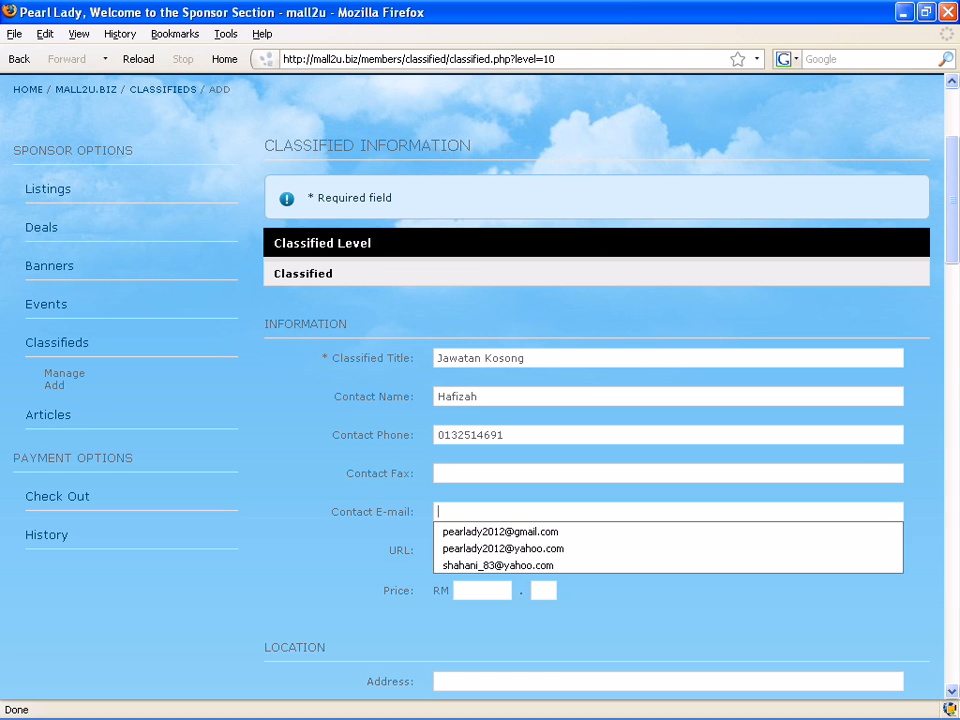 Pearl Lady, Welcome to the Sponsor Section - mall2u - Mozilla Firefox
File Edit View History Bookmarks Tools Help
Back Forward Reload Stop Home http://mall2u.biz/members/classified/classified.php?level=10 G Google
HOME / MALL2U.BIZ / CLASSIFIEDS / ADD
SPONSOR OPTIONS
Listings
Deals
Banners
Events
Classifieds
Manage
Add
Articles
PAYMENT OPTIONS
Check Out
History
CLASSIFIED INFORMATION
* Required field
Classified Level
Classified
INFORMATION
* Classified Title: Jawatan Kosong
Contact Name: Hafizah
Contact Phone: 0132514691
Contact Fax:
Contact E-mail:
pearlady2012@gmail.com
pearlady2012@yahoo.com
shahani_83@yahoo.com
URL:
Price: RM .
LOCATION
Address:
Done